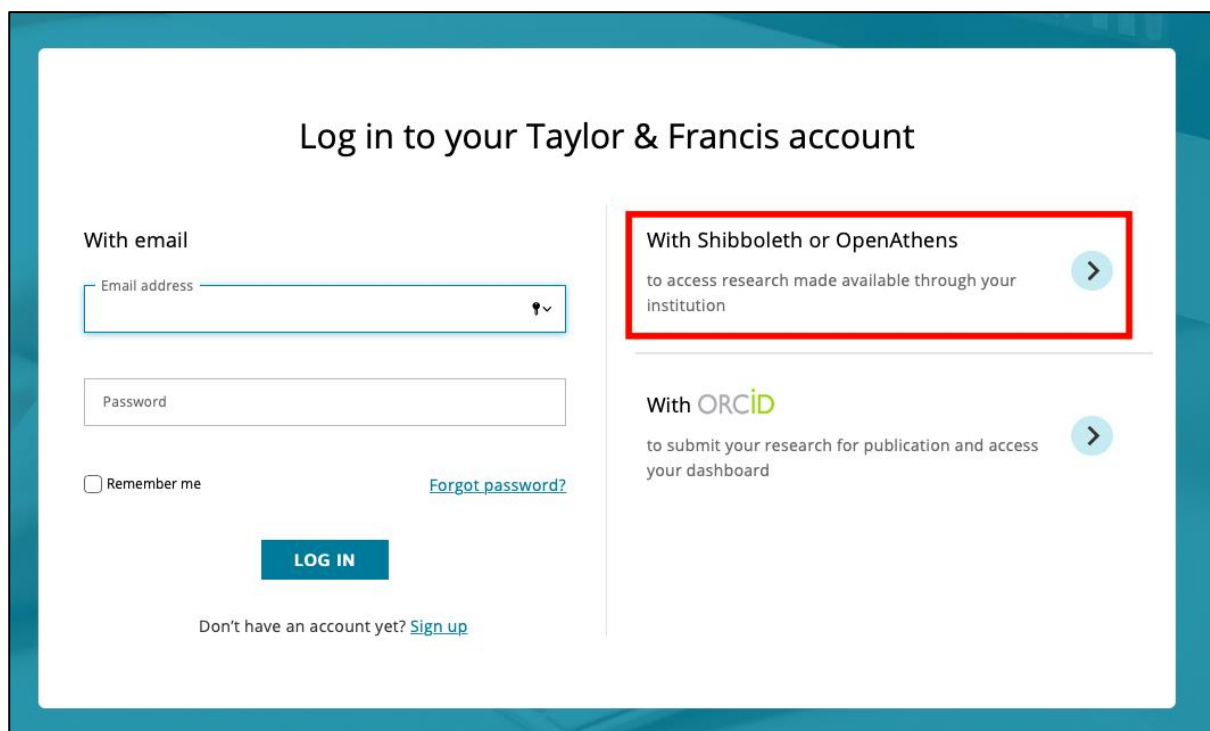 Log in to your Taylor & Francis account
With email
Email address
Password
Remember me
Forgot password?
LOG IN
Don't have an account yet? Sign up
With Shibboleth or OpenAthens
to access research made available through your
institution
With ORCiD
to submit your research for publication and access
your dashboard